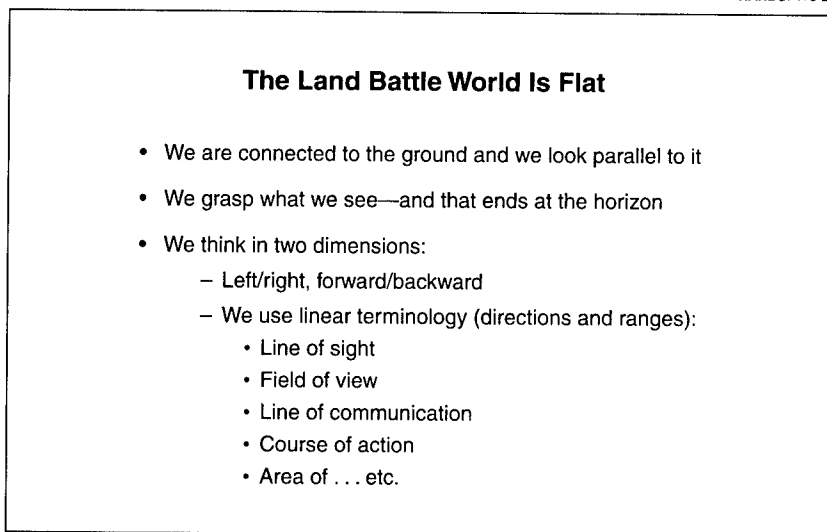 The Land Battle World Is Flat
• We are connected to the ground and we look parallel to it
• We grasp what we see—and that ends at the horizon
• We think in two dimensions:
– Left/right, forward/backward
– We use linear terminology (directions and ranges):
• Line of sight
• Field of view
• Line of communication
• Course of action
• Area of . . . etc.